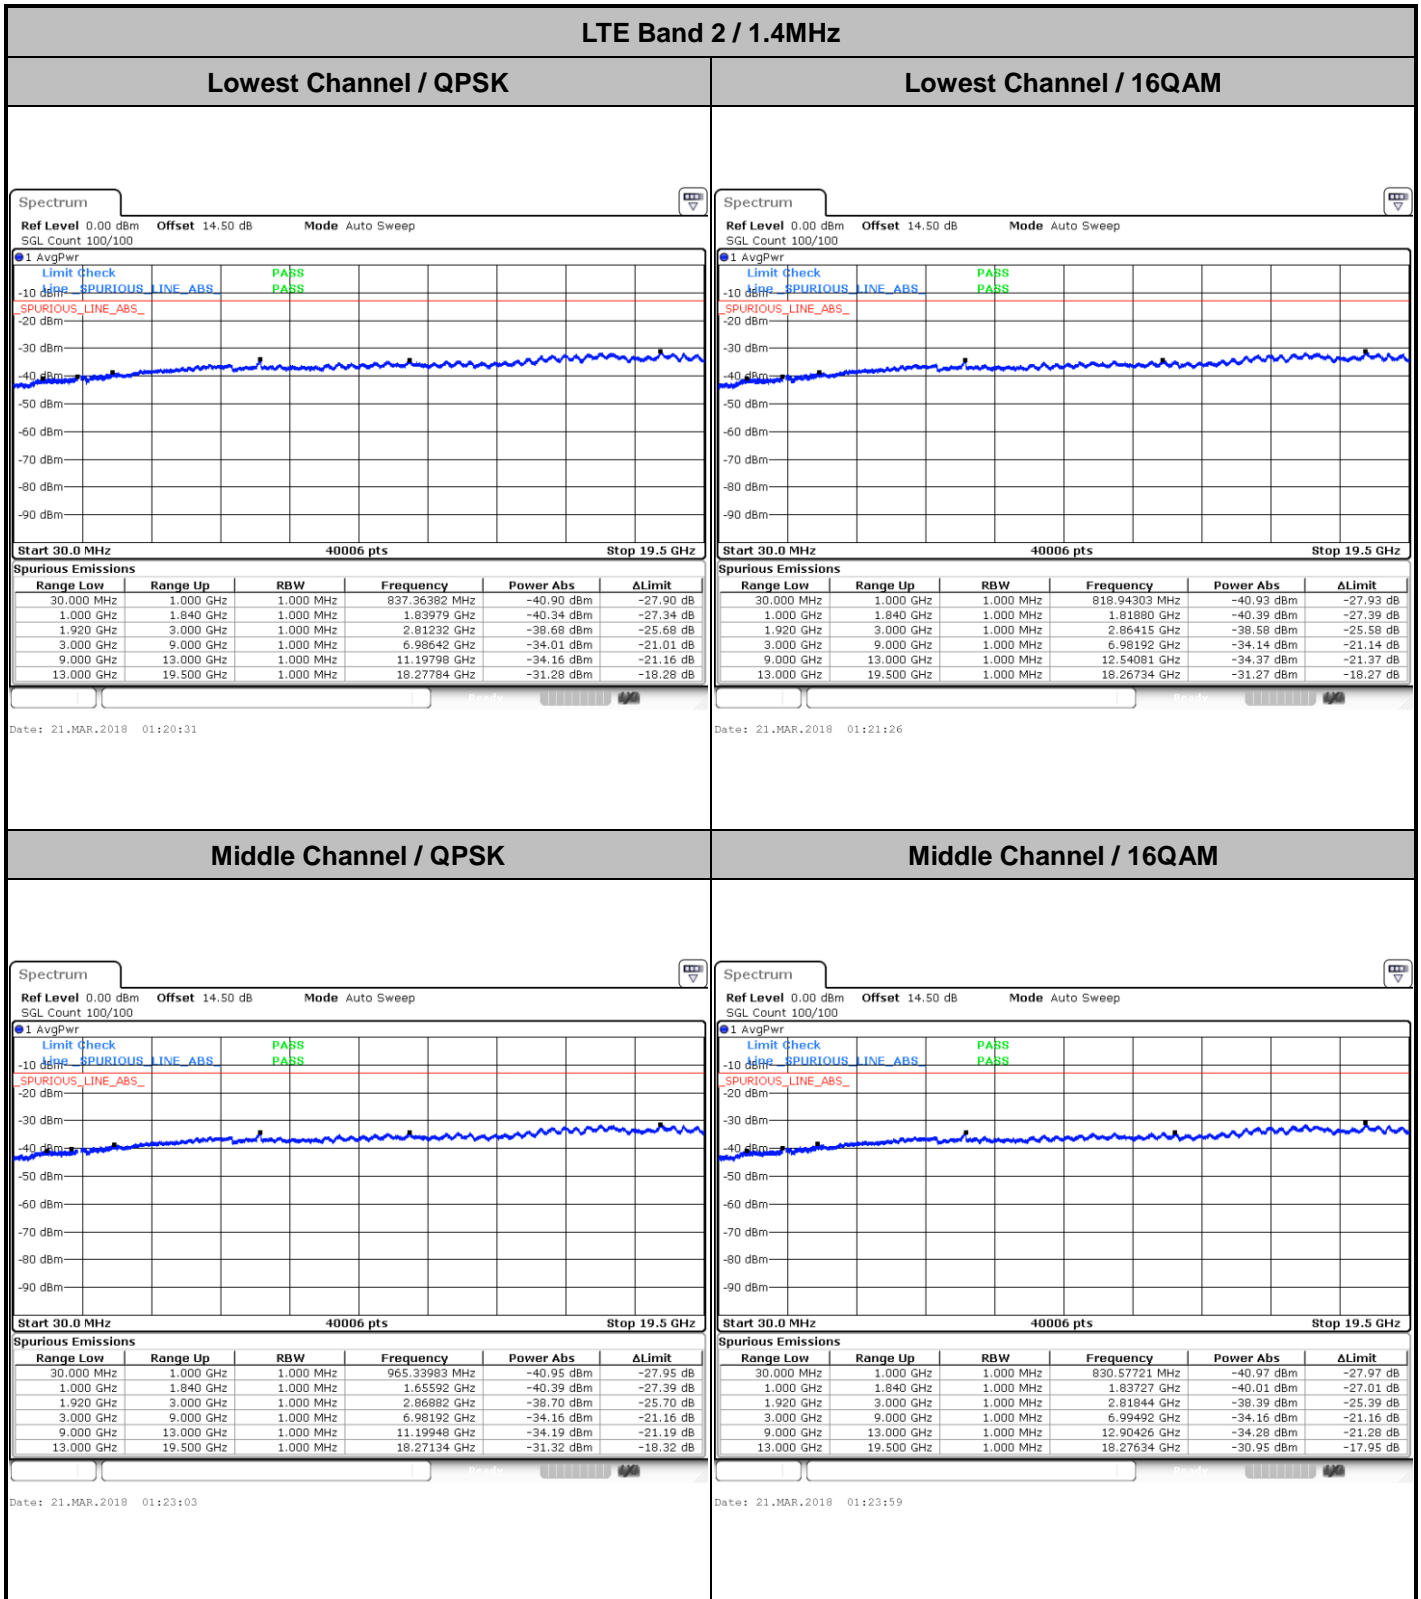 LTE Band 2 / 1.4MHz
Lowest Channel / QPSK
Lowest Channel / 16QAM
Spectrum
Ref Level 0.00 dBm Offset 14.50 dB Mode Auto Sweep
SGL Count 100/100
1 AvgPwr
Limit Check PASS
Line _SPURIOUS_LINE_ABS_ PASS
-10 dBm
_SPURIOUS_LINE_ABS_
-20 dBm
-30 dBm
-40 dBm
-50 dBm
-60 dBm
-70 dBm
-80 dBm
-90 dBm
Start 30.0 MHz 40006 pts Stop 19.5 GHz
Spurious Emissions
Range Low Range Up RBW Frequency Power Abs ΔLimit
30.000 MHz 1.000 GHz 1.000 MHz 837.36382 MHz -40.90 dBm -27.90 dB
1.000 GHz 1.840 GHz 1.000 MHz 1.83979 GHz -40.34 dBm -27.34 dB
1.920 GHz 3.000 GHz 1.000 MHz 2.81232 GHz -38.68 dBm -25.68 dB
3.000 GHz 9.000 GHz 1.000 MHz 6.98642 GHz -34.01 dBm -21.01 dB
9.000 GHz 13.000 GHz 1.000 MHz 11.19798 GHz -34.16 dBm -21.16 dB
13.000 GHz 19.500 GHz 1.000 MHz 18.27784 GHz -31.28 dBm -18.28 dB
Ready
Date: 21.MAR.2018 01:20:31
Spectrum
Ref Level 0.00 dBm Offset 14.50 dB Mode Auto Sweep
SGL Count 100/100
1 AvgPwr
Limit Check PASS
Line _SPURIOUS_LINE_ABS_ PASS
-10 dBm
_SPURIOUS_LINE_ABS_
-20 dBm
-30 dBm
-40 dBm
-50 dBm
-60 dBm
-70 dBm
-80 dBm
-90 dBm
Start 30.0 MHz 40006 pts Stop 19.5 GHz
Spurious Emissions
Range Low Range Up RBW Frequency Power Abs ΔLimit
30.000 MHz 1.000 GHz 1.000 MHz 818.94303 MHz -40.93 dBm -27.93 dB
1.000 GHz 1.840 GHz 1.000 MHz 1.81880 GHz -40.39 dBm -27.39 dB
1.920 GHz 3.000 GHz 1.000 MHz 2.86415 GHz -38.58 dBm -25.58 dB
3.000 GHz 9.000 GHz 1.000 MHz 6.98192 GHz -34.14 dBm -21.14 dB
9.000 GHz 13.000 GHz 1.000 MHz 12.54081 GHz -34.37 dBm -21.37 dB
13.000 GHz 19.500 GHz 1.000 MHz 18.26734 GHz -31.27 dBm -18.27 dB
Ready
Date: 21.MAR.2018 01:21:26
Middle Channel / QPSK
Middle Channel / 16QAM
Spectrum
Ref Level 0.00 dBm Offset 14.50 dB Mode Auto Sweep
SGL Count 100/100
1 AvgPwr
Limit Check PASS
Line _SPURIOUS_LINE_ABS_ PASS
-10 dBm
_SPURIOUS_LINE_ABS_
-20 dBm
-30 dBm
-40 dBm
-50 dBm
-60 dBm
-70 dBm
-80 dBm
-90 dBm
Start 30.0 MHz 40006 pts Stop 19.5 GHz
Spurious Emissions
Range Low Range Up RBW Frequency Power Abs ΔLimit
30.000 MHz 1.000 GHz 1.000 MHz 965.33983 MHz -40.95 dBm -27.95 dB
1.000 GHz 1.840 GHz 1.000 MHz 1.65592 GHz -40.39 dBm -27.39 dB
1.920 GHz 3.000 GHz 1.000 MHz 2.86882 GHz -38.70 dBm -25.70 dB
3.000 GHz 9.000 GHz 1.000 MHz 6.98192 GHz -34.16 dBm -21.16 dB
9.000 GHz 13.000 GHz 1.000 MHz 11.19948 GHz -34.19 dBm -21.19 dB
13.000 GHz 19.500 GHz 1.000 MHz 18.27134 GHz -31.32 dBm -18.32 dB
Ready
Date: 21.MAR.2018 01:23:03
Spectrum
Ref Level 0.00 dBm Offset 14.50 dB Mode Auto Sweep
SGL Count 100/100
1 AvgPwr
Limit Check PASS
Line _SPURIOUS_LINE_ABS_ PASS
-10 dBm
_SPURIOUS_LINE_ABS_
-20 dBm
-30 dBm
-40 dBm
-50 dBm
-60 dBm
-70 dBm
-80 dBm
-90 dBm
Start 30.0 MHz 40006 pts Stop 19.5 GHz
Spurious Emissions
Range Low Range Up RBW Frequency Power Abs ΔLimit
30.000 MHz 1.000 GHz 1.000 MHz 830.57721 MHz -40.97 dBm -27.97 dB
1.000 GHz 1.840 GHz 1.000 MHz 1.83727 GHz -40.01 dBm -27.01 dB
1.920 GHz 3.000 GHz 1.000 MHz 2.81844 GHz -38.39 dBm -25.39 dB
3.000 GHz 9.000 GHz 1.000 MHz 6.99492 GHz -34.16 dBm -21.16 dB
9.000 GHz 13.000 GHz 1.000 MHz 12.90426 GHz -34.28 dBm -21.28 dB
13.000 GHz 19.500 GHz 1.000 MHz 18.27634 GHz -30.95 dBm -17.95 dB
Ready
Date: 21.MAR.2018 01:23:59